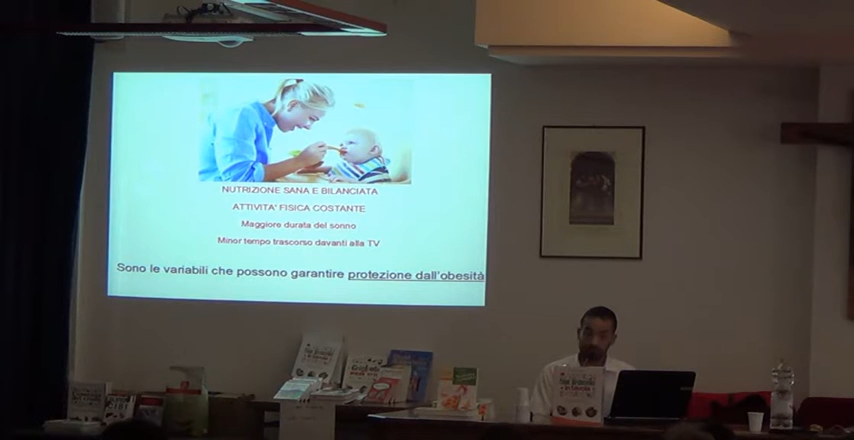 NUTRIZIONE SANA E BILANCIATA
ATTIVITA' FISICA COSTANTE
Maggiore durata del sonno
Minor tempo trascorso davanti alla TV
Sono le variabili che possono garantire protezione dall'obesità